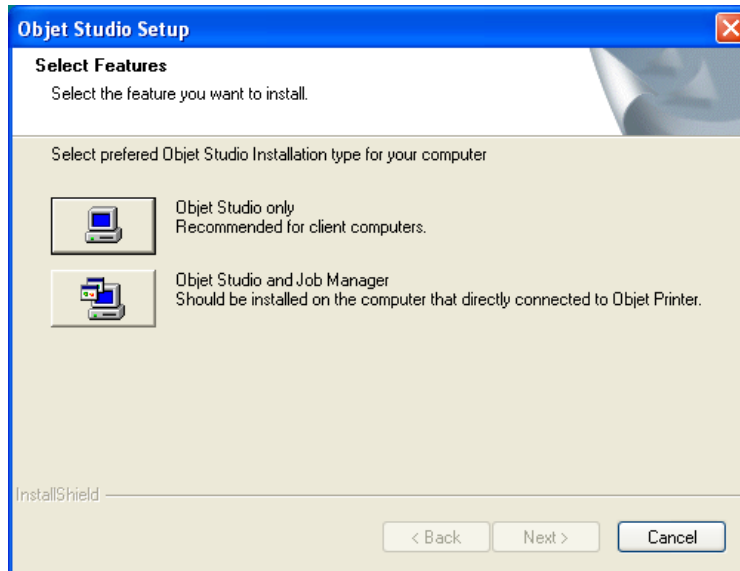 Objet Studio Setup
Select Features
Select the feature you want to install.
Select prefered Objet Studio Installation type for your computer
Objet Studio only
Recommended for client computers.
Objet Studio and Job Manager
Should be installed on the computer that directly connected to Objet Printer.
InstallShield
< Back Next > Cancel